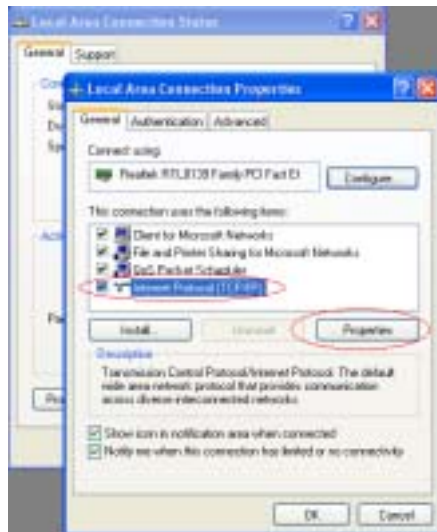 Local Area Connection Status
General Support
Local Area Connection Properties
General Authentication Advanced
Connect using:
Realtek RTL8139 Family PCI Fast Et
Configure...
This connection uses the following items:
Client for Microsoft Networks
File and Printer Sharing for Microsoft Networks
QoS Packet Scheduler
Internet Protocol (TCP/IP)
Install...
Uninstall
Properties
Description
Transmission Control Protocol/Internet Protocol. The default
wide area network protocol that provides communication
across diverse interconnected networks.
Show icon in notification area when connected
Notify me when this connection has limited or no connectivity
OK
Cancel